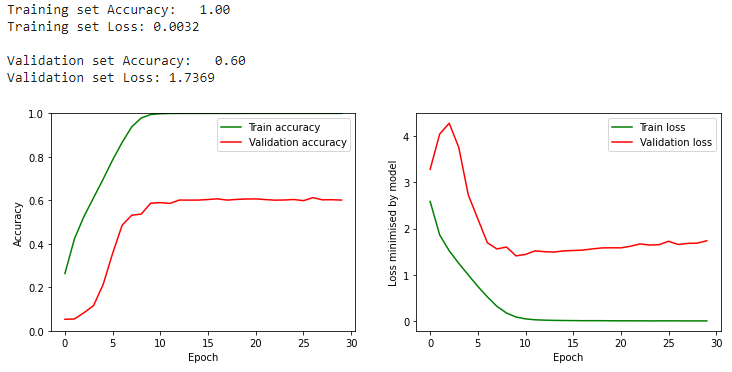 Training set Accuracy:   1.00
Training set Loss: 0.0032
Validation set Accuracy:   0.60
Validation set Loss: 1.7369
1.0
0.8
0.6
0.4
0.2
0.0
Accuracy
0 5 10 15 20 25 30
Epoch
Train accuracy
Validation accuracy
4
3
2
1
0
Loss minimised by model
0 5 10 15 20 25 30
Epoch
Train loss
Validation loss